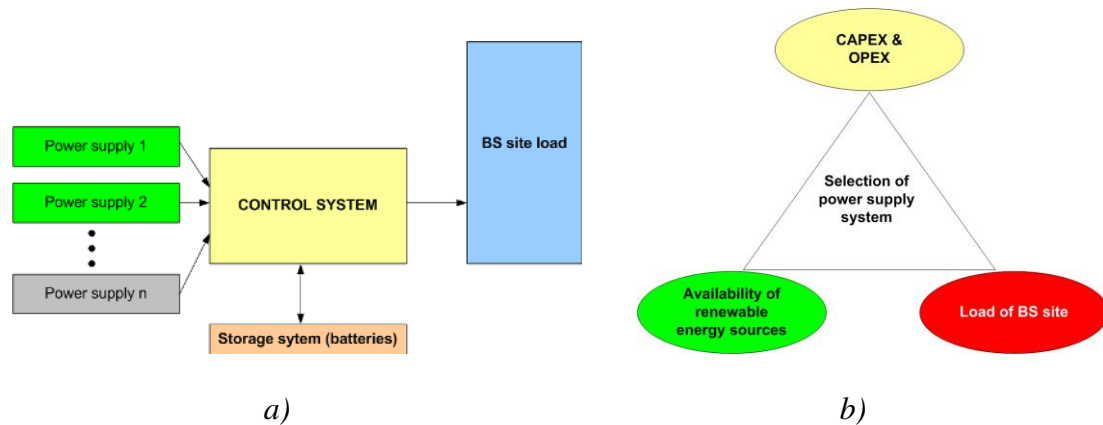 Power supply 1
Power supply 2
Power supply n
CONTROL SYSTEM
Storage sytem (batteries)
BS site load
a)
CAPEX &
OPEX
Selection of
power supply
system
Availability of
renewable
energy sources
Load of BS site
b)